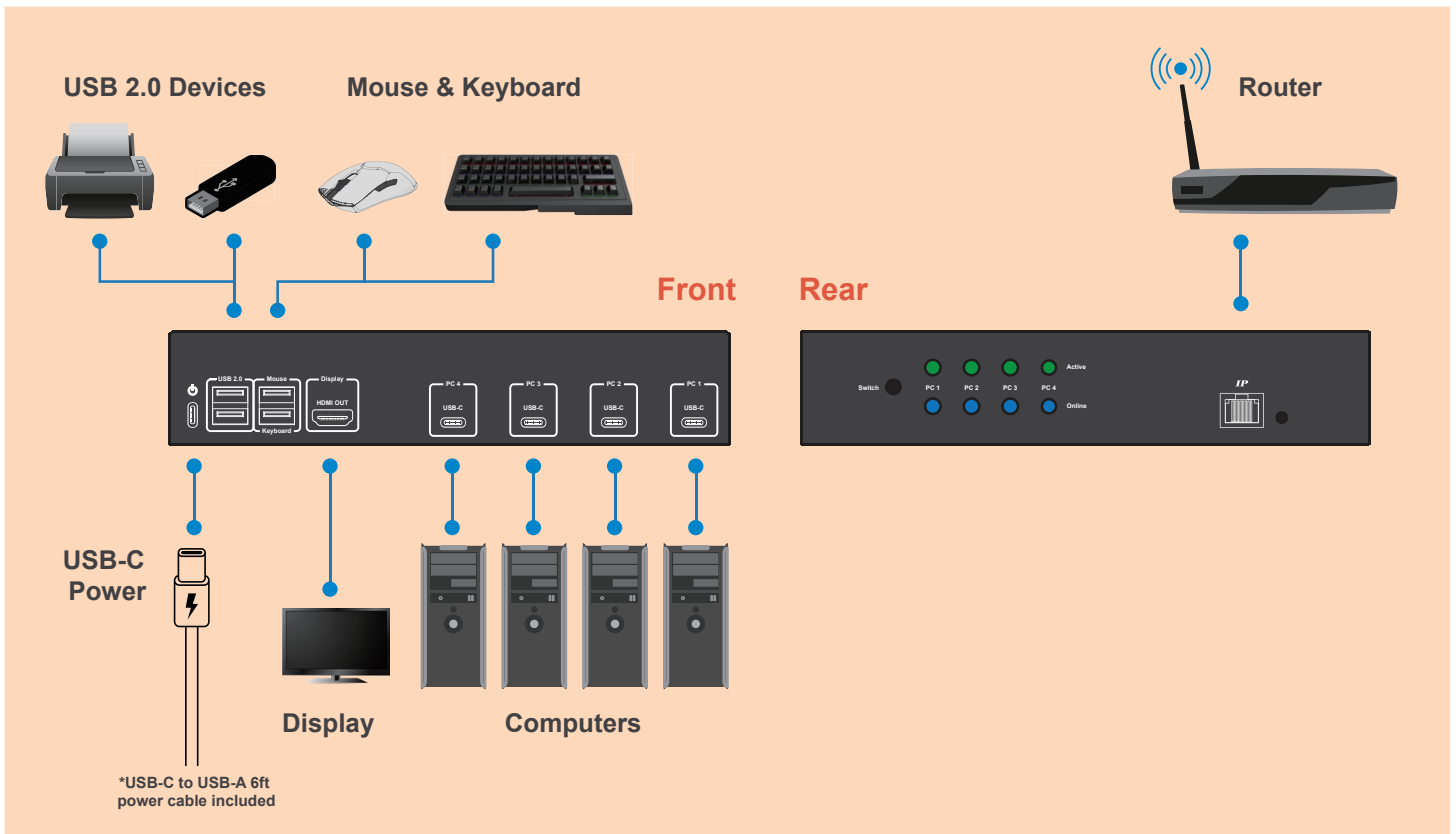 USB 2.0 Devices
Mouse & Keyboard
Router
Front
Rear
USB 2.0
Mouse
Keyboard
Display
HDMI OUT
PC 4
USB-C
PC 3
USB-C
PC 2
USB-C
PC 1
USB-C
Switch
PC 1
PC 2
PC 3
PC 4
Active
Online
IP
USB-C
Power
Display
Computers
*USB-C to USB-A 6ft
power cable included